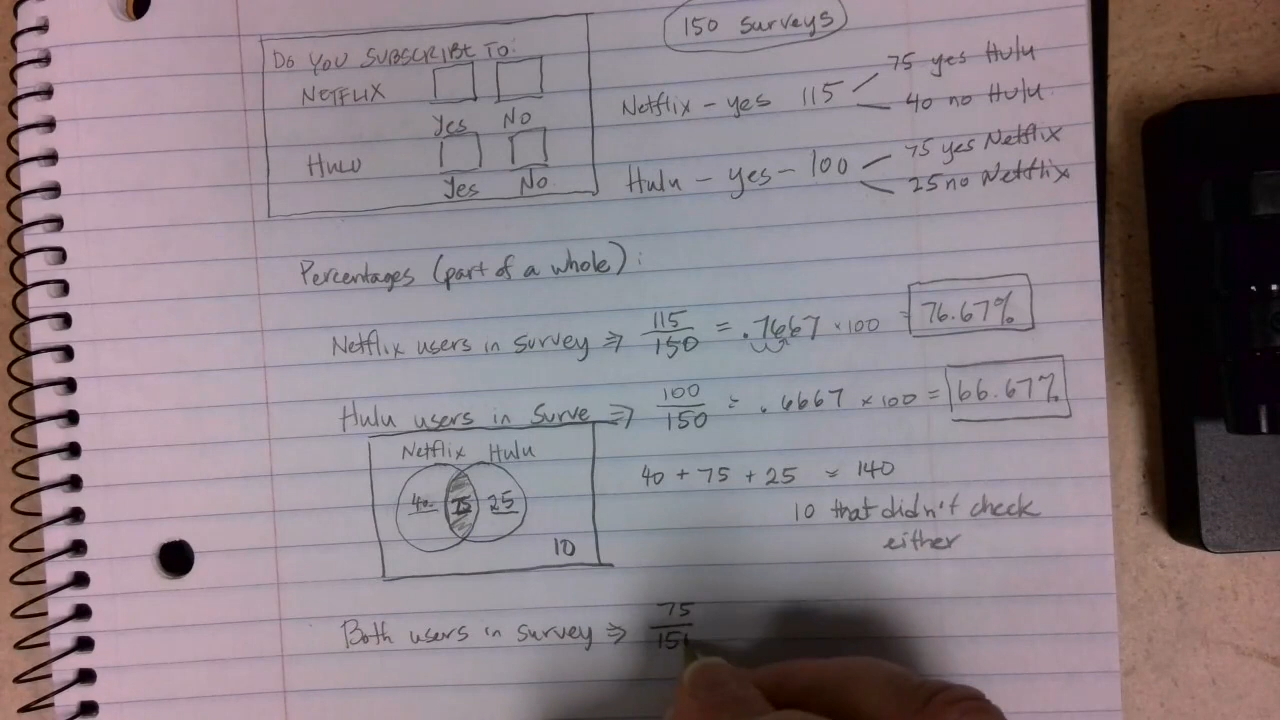 150 surveys
DO YOU SUBSCRIBE TO:
NETFLIX
Yes No
HULU
Yes No
Netflix - yes 115
75 yes Hulu
40 no Hulu
Hulu - yes - 100
75 yes Netflix
25 no Netflix
Percentages (part of a whole):
Netflix users in survey ⇒ 115/150 = .7667 × 100 = 76.67%
Hulu users in surve ⇒ 100/150 = .6667 × 100 = 66.67%
Netflix Hulu
40 75 25
10
40 + 75 + 25 = 140
10 that didn't check
either
Both users in survey ⇒ 75/15